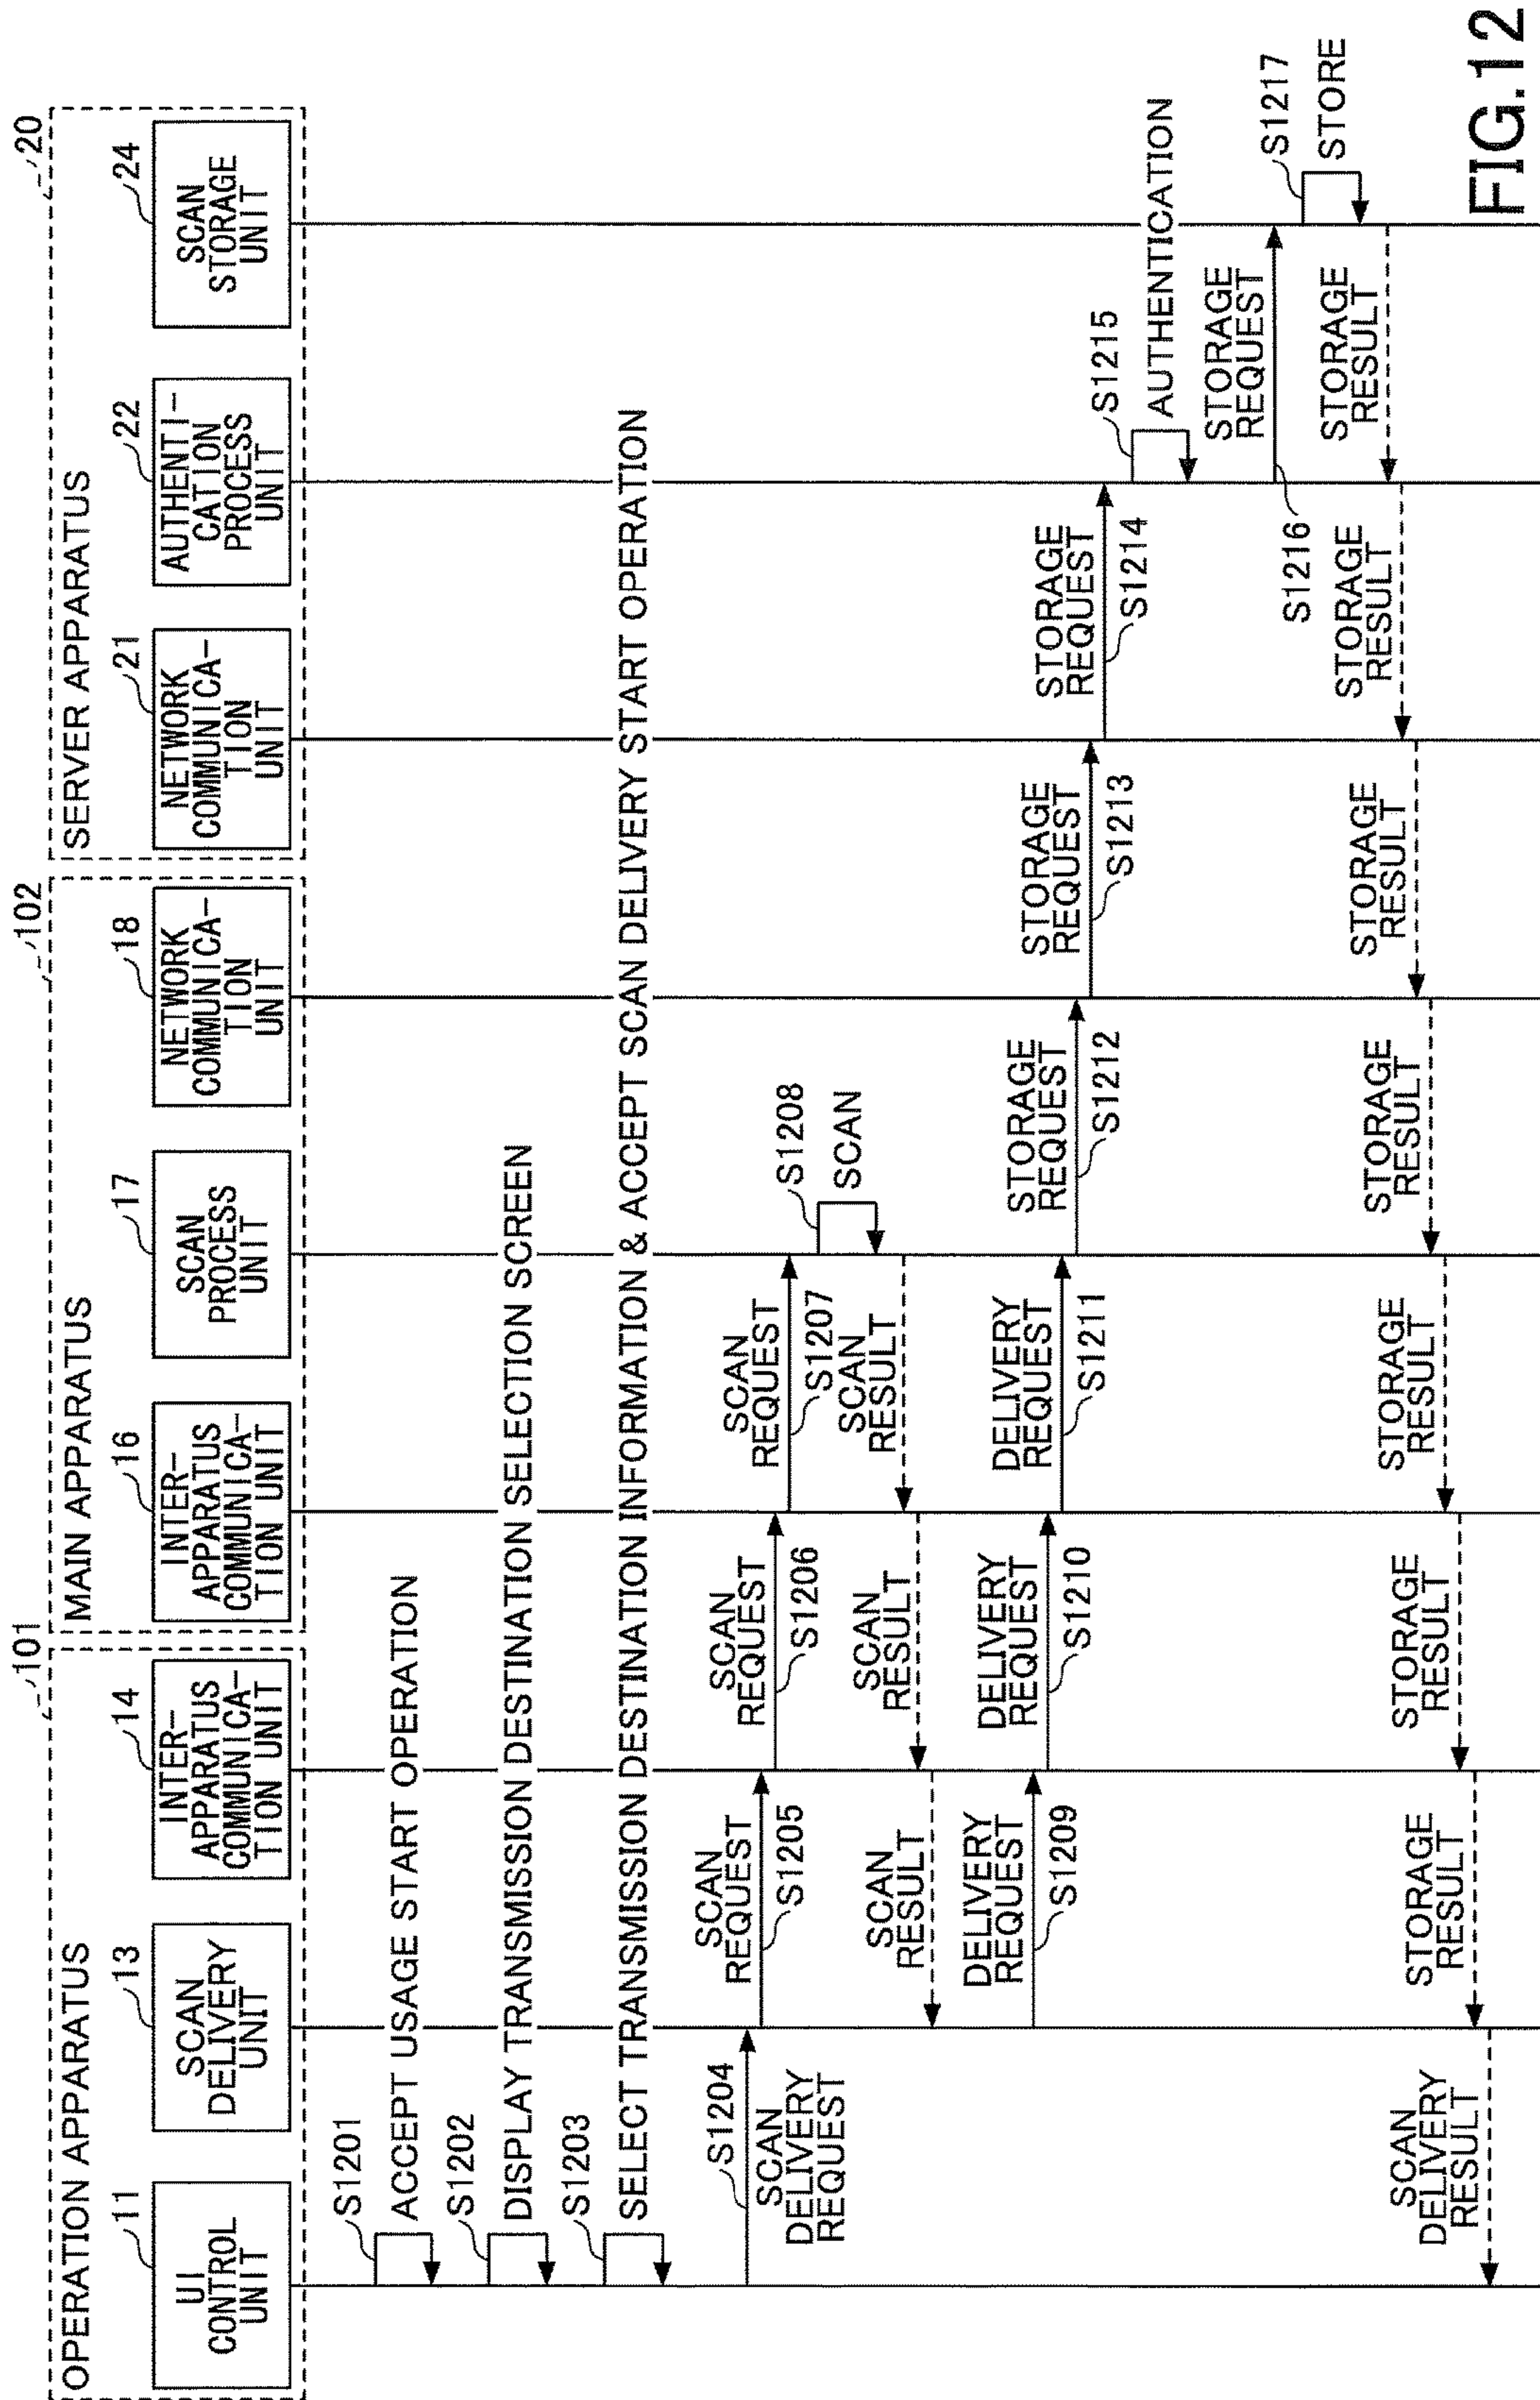 OPERATION APPARATUS
101
MAIN APPARATUS
102
SERVER APPARATUS
20
11
UI
CONTROL
UNIT
13
SCAN
DELIVERY
UNIT
14
INTER-
APPARATUS
COMMUNICA-
TION UNIT
16
INTER-
APPARATUS
COMMUNICA-
TION UNIT
17
SCAN
PROCESS
UNIT
18
NETWORK
COMMUNICA-
TION
UNIT
21
NETWORK
COMMUNICA-
TION
UNIT
22
AUTHENTI-
CATION
PROCESS
UNIT
24
SCAN
STORAGE
UNIT
S1201
ACCEPT USAGE START OPERATION
S1202
DISPLAY TRANSMISSION DESTINATION SELECTION SCREEN
S1203
SELECT TRANSMISSION DESTINATION INFORMATION & ACCEPT SCAN DELIVERY START OPERATION
S1204
SCAN
DELIVERY
REQUEST
SCAN
REQUEST
S1205
SCAN
REQUEST
S1206
SCAN
REQUEST
S1207
S1208
SCAN
SCAN
RESULT
SCAN
RESULT
SCAN
RESULT
DELIVERY
REQUEST
S1209
DELIVERY
REQUEST
S1210
DELIVERY
REQUEST
S1211
STORAGE
REQUEST
S1212
STORAGE
REQUEST
S1213
STORAGE
REQUEST
S1214
S1215
AUTHENTICATION
STORAGE
REQUEST
S1216
S1217
STORE
STORAGE
RESULT
STORAGE
RESULT
STORAGE
RESULT
STORAGE
RESULT
STORAGE
RESULT
STORAGE
RESULT
STORAGE
RESULT
SCAN
DELIVERY
RESULT
FIG.12